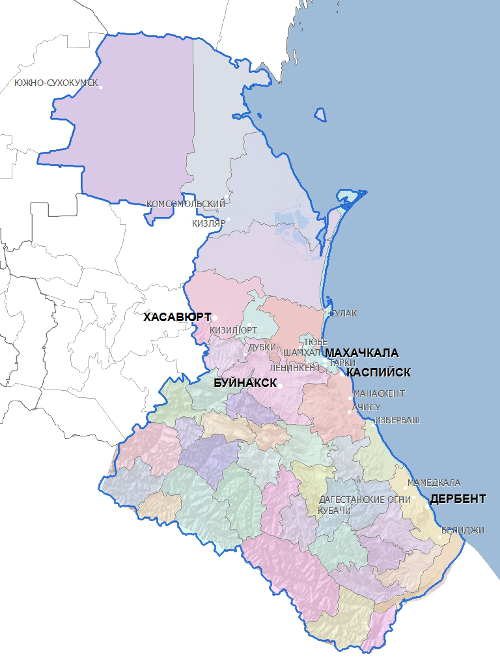 ЮЖНО-СУХОКУМСК
КОМСОМОЛЬСКИЙ
КИЗЛЯР
СУЛАК
ХАСАВЮРТ
КИЗИЛЮРТ
ТЮБЕ
ДУБКИ
ШАМХАЛ
МАХАЧКАЛА
ТАРКИ
ЛЕНИНКЕНТ
КАСПИЙСК
БУЙНАКСК
МАНАСКЕНТ
АЧИСУ
ИЗБЕРБАШ
МАМЕДКАЛА
ДАГЕСТАНСКИЕ ОГНИ
ДЕРБЕНТ
КУБАЧИ
БЕЛИДЖИ